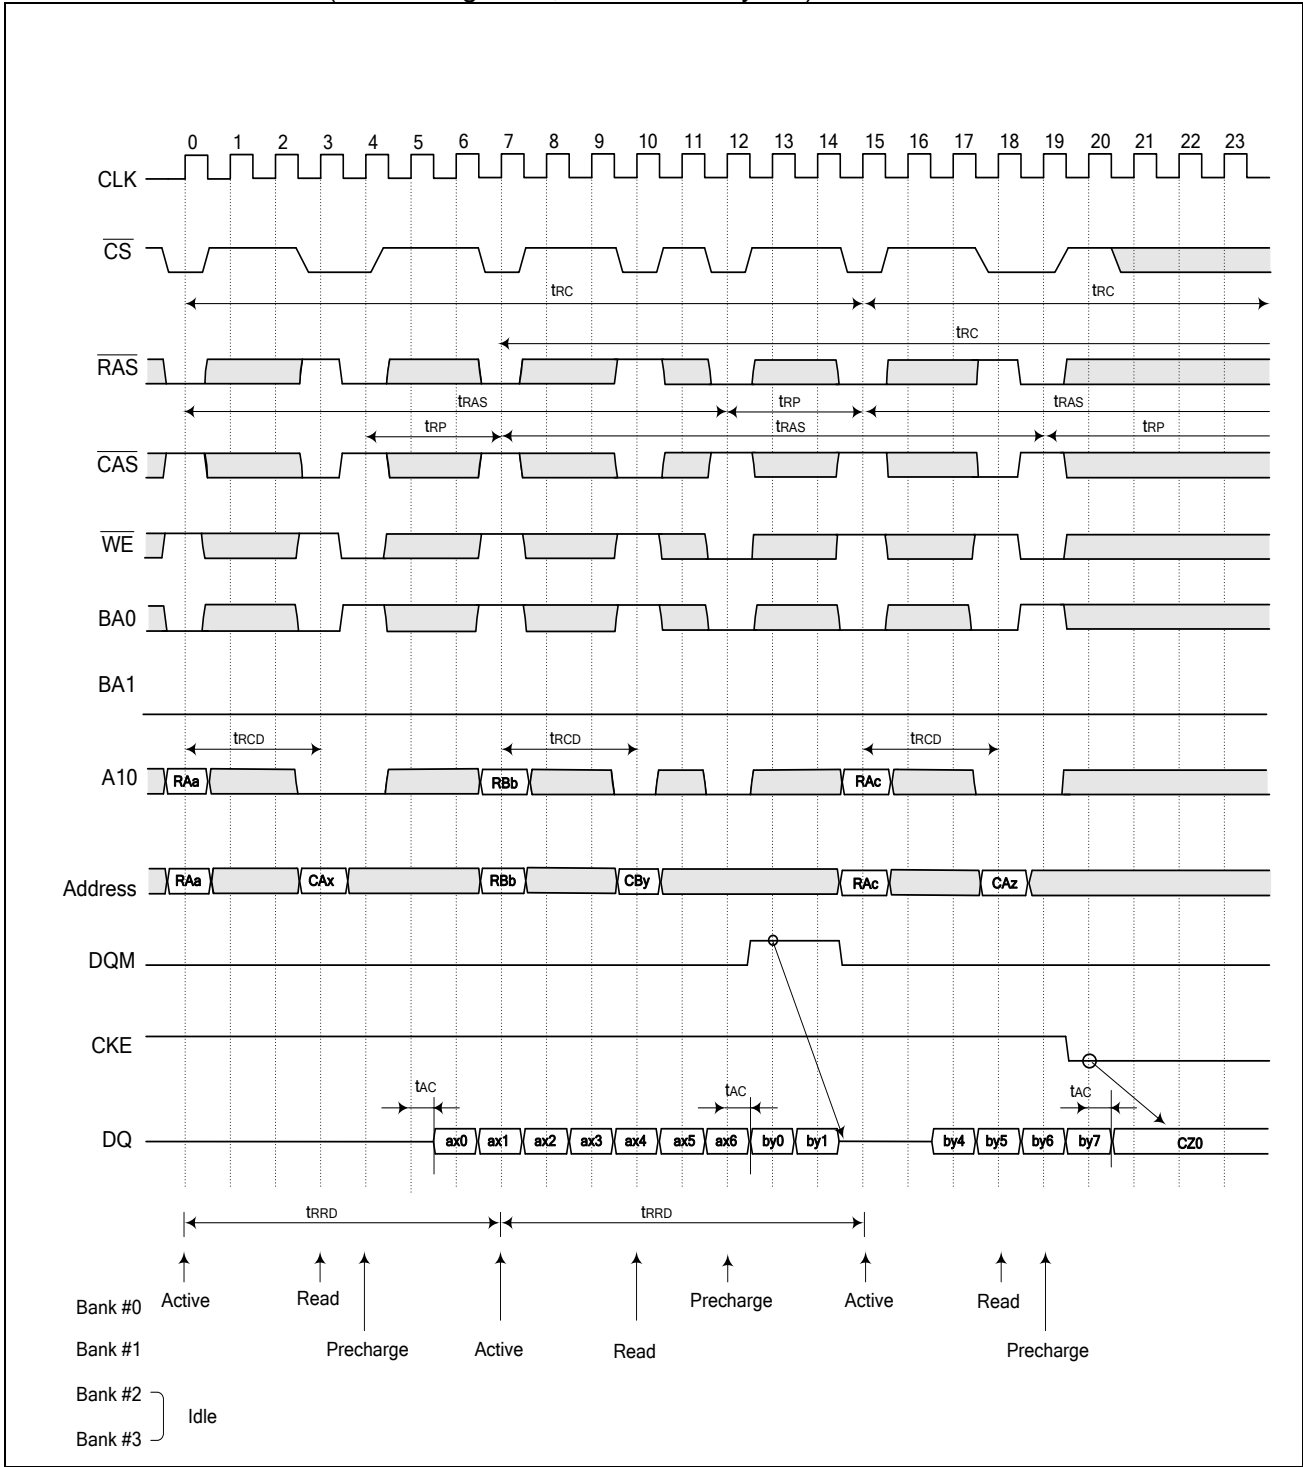 0 1 2 3 4 5 6 7 8 9 10 11 12 13 14 15 16 17 18 19 20 21 22 23
CLK
CS
tRC tRC
tRC
RAS
tRAS tRP tRAS
tRP tRAS tRP
CAS
WE
BA0
BA1
tRCD tRCD tRCD
A10 RAa RBb RAc
Address RAa CAx RBb CBy RAc CAz
DQM
CKE
tAC tAC tAC
DQ ax0 ax1 ax2 ax3 ax4 ax5 ax6 by0 by1 by4 by5 by6 by7 CZ0
tRRD tRRD
Bank #0 Active Read Precharge Active Read
Bank #1 Precharge Active Read Precharge
Bank #2
Idle
Bank #3